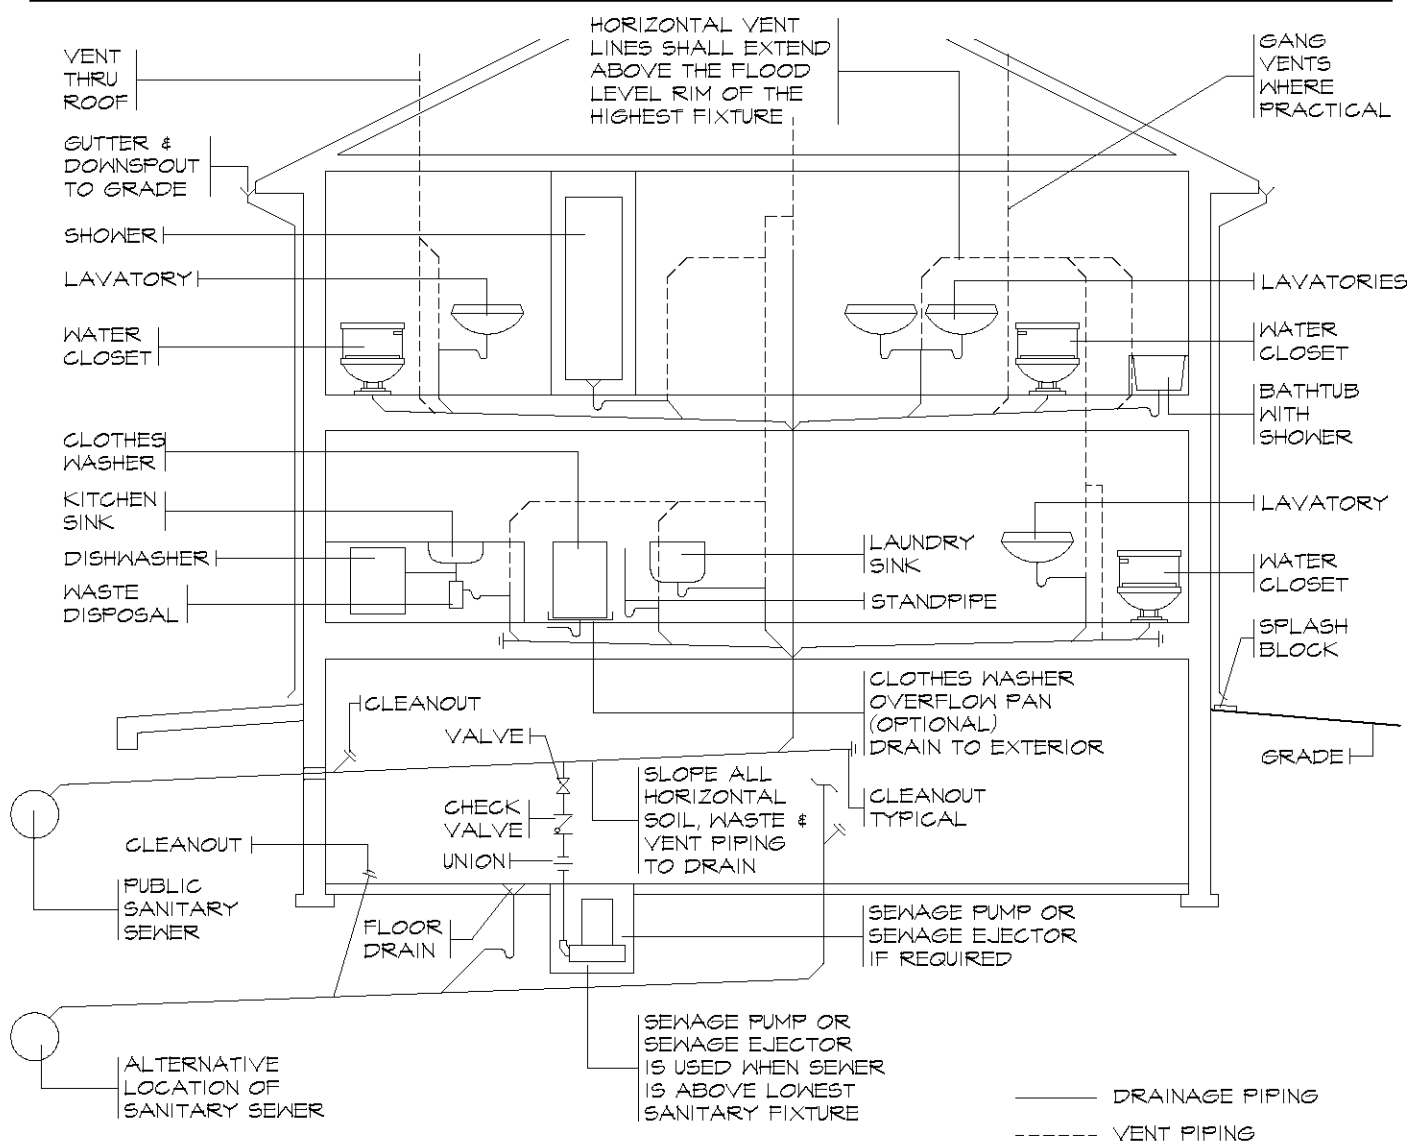 VENT
THRU
ROOF
GUTTER &
DOWNSPOUT
TO GRADE
SHOWER
LAVATORY
WATER
CLOSET
CLOTHES
WASHER
KITCHEN
SINK
DISHWASHER
WASTE
DISPOSAL
HORIZONTAL VENT
LINES SHALL EXTEND
ABOVE THE FLOOD
LEVEL RIM OF THE
HIGHEST FIXTURE
GANG
VENTS
WHERE
PRACTICAL
LAVATORIES
WATER
CLOSET
BATHTUB
WITH
SHOWER
LAVATORY
WATER
CLOSET
SPLASH
BLOCK
GRADE
LAUNDRY
SINK
STANDPIPE
CLOTHES WASHER
OVERFLOW PAN
(OPTIONAL)
DRAIN TO EXTERIOR
CLEANOUT
TYPICAL
CLEANOUT
VALVE
CHECK
VALVE
UNION
SLOPE ALL
HORIZONTAL
SOIL, WASTE &
VENT PIPING
TO DRAIN
CLEANOUT
PUBLIC
SANITARY
SEWER
FLOOR
DRAIN
SEWAGE PUMP OR
SEWAGE EJECTOR
IF REQUIRED
SEWAGE PUMP OR
SEWAGE EJECTOR
IS USED WHEN SEWER
IS ABOVE LOWEST
SANITARY FIXTURE
ALTERNATIVE
LOCATION OF
SANITARY SEWER
DRAINAGE PIPING
VENT PIPING